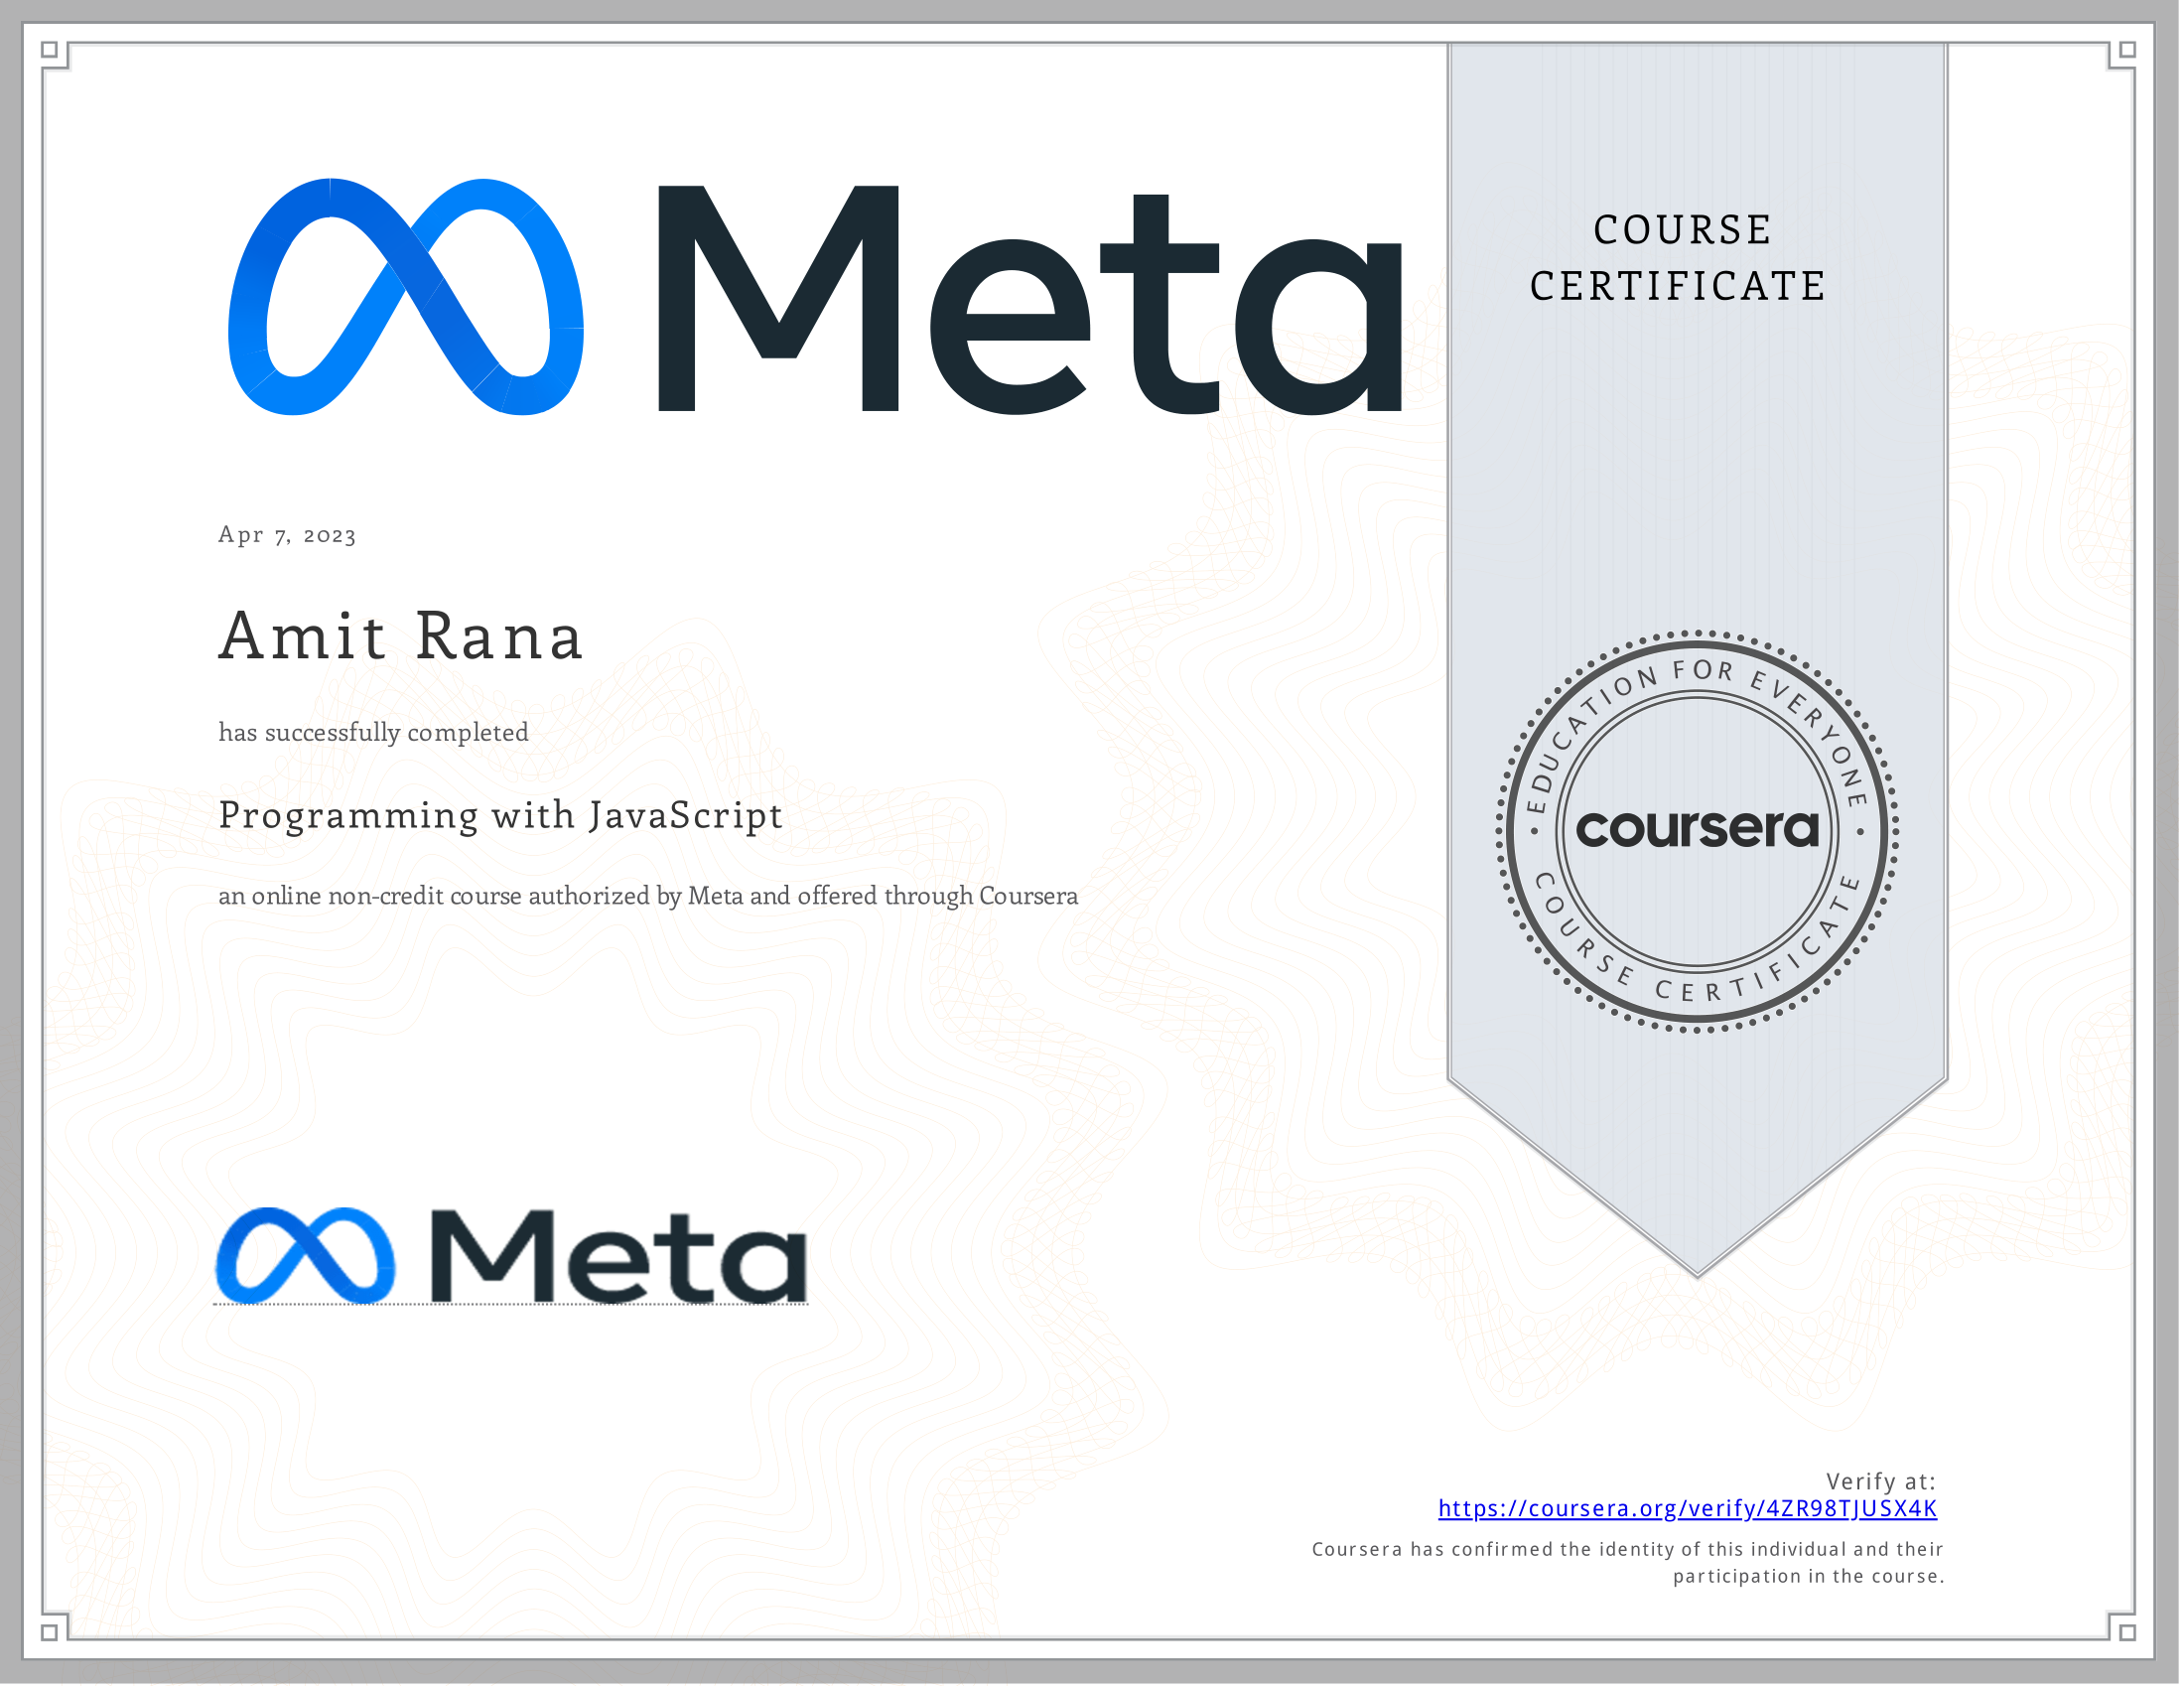 Meta
COURSE
CERTIFICATE
Apr 7, 2023
Amit Rana
has successfully completed
Programming with JavaScript
an online non-credit course authorized by Meta and offered through Coursera
EDUCATION FOR EVERYONE
coursera
COURSE CERTIFICATE
Meta
Verify at:
https://coursera.org/verify/4ZR98TJUSX4K
Coursera has confirmed the identity of this individual and their
participation in the course.